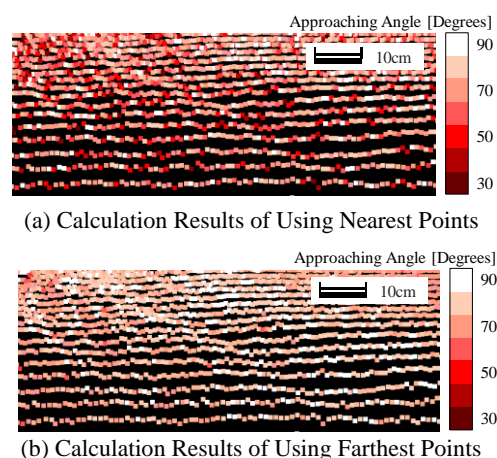 Approaching Angle [Degrees]
10cm
90
70
50
30
(a) Calculation Results of Using Nearest Points
Approaching Angle [Degrees]
10cm
90
70
50
30
(b) Calculation Results of Using Farthest Points